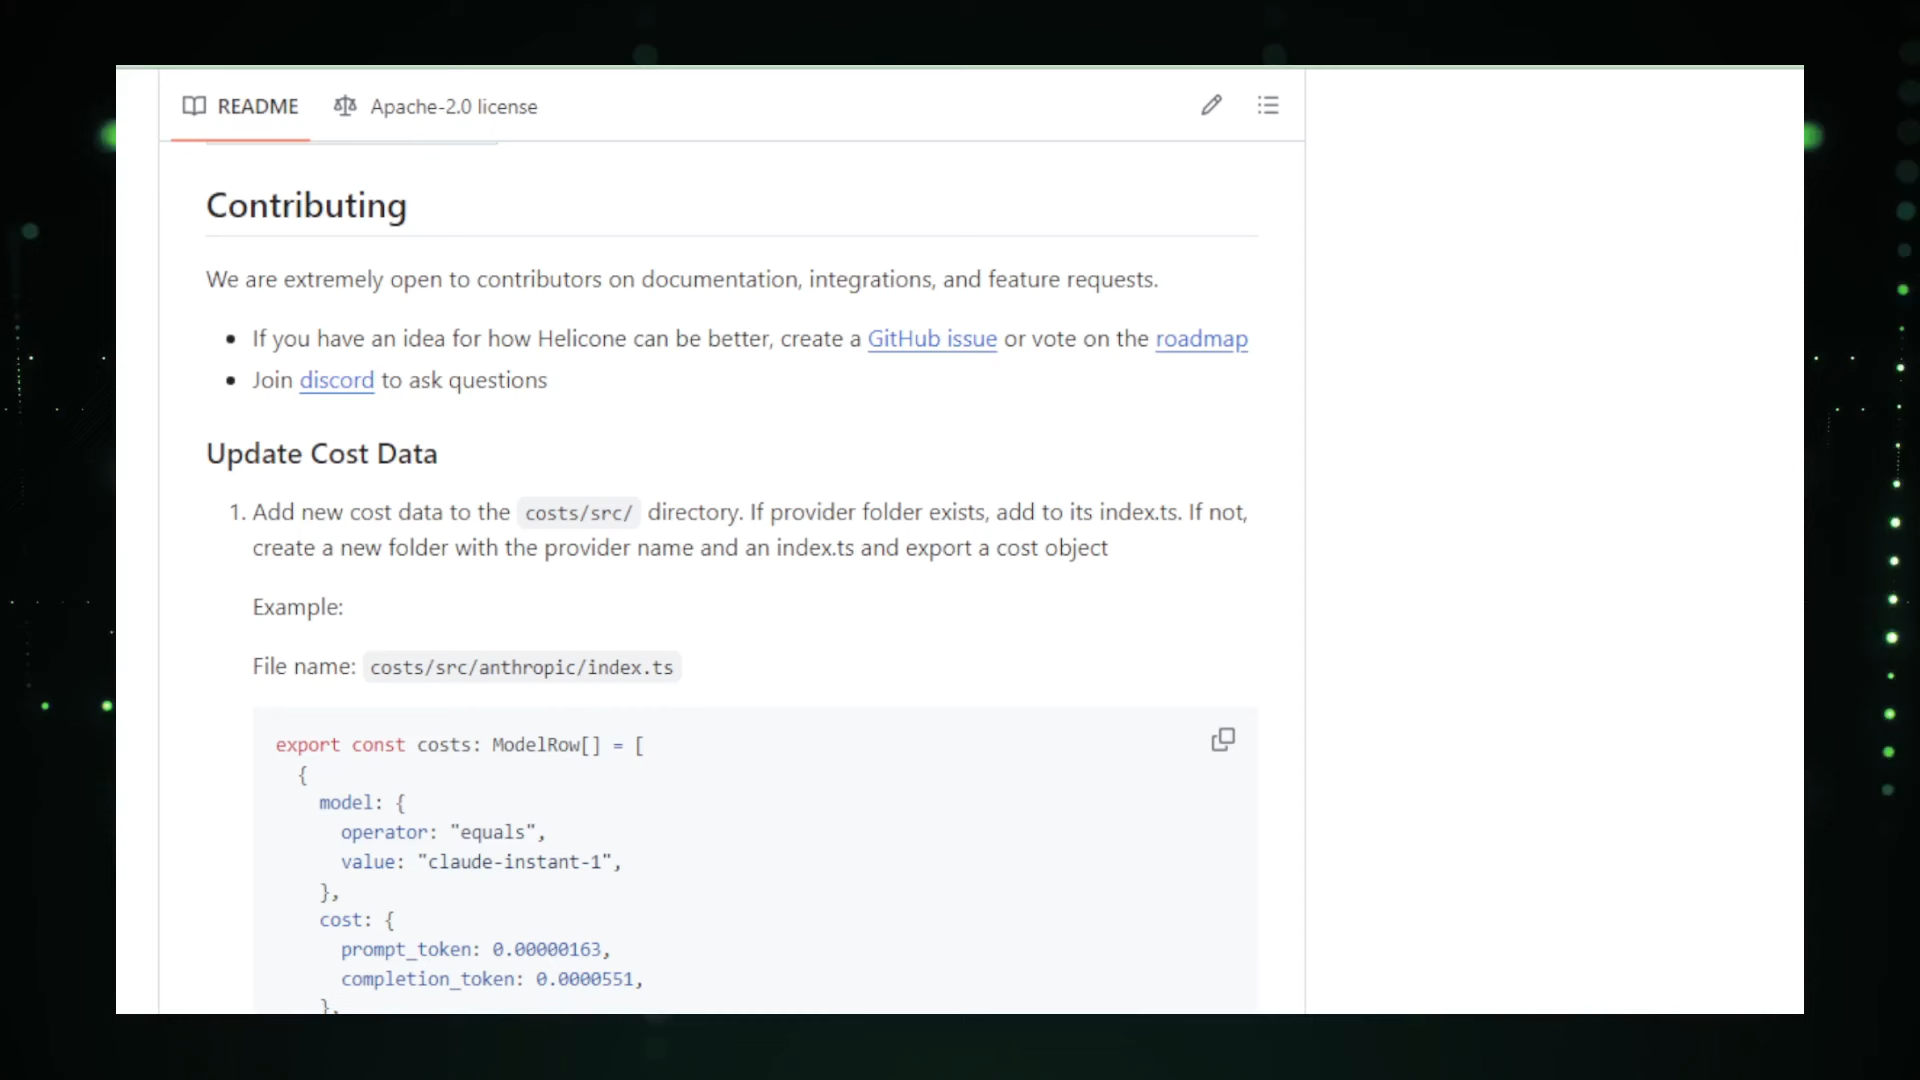 README Apache-2.0 license
Contributing
We are extremely open to contributors on documentation, integrations, and feature requests.
If you have an idea for how Helicone can be better, create a GitHub issue or vote on the roadmap
Join discord to ask questions
Update Cost Data
1. Add new cost data to the costs/src/ directory. If provider folder exists, add to its index.ts. If not,
create a new folder with the provider name and an index.ts and export a cost object
Example:
File name: costs/src/anthropic/index.ts
export const costs: ModelRow[] = [
{
model: {
operator: "equals",
value: "claude-instant-1",
},
cost: {
prompt_token: 0.00000163,
completion_token: 0.0000551,
},